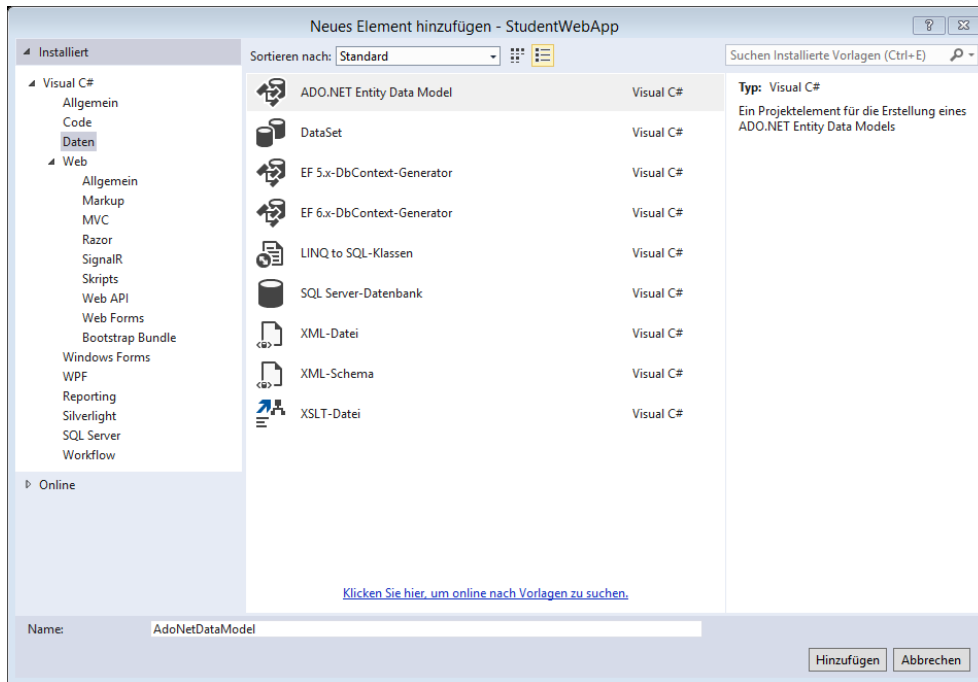 Neues Element hinzufügen - StudentWebApp
Installiert
Sortieren nach: Standard
Suchen Installierte Vorlagen (Ctrl+E)
Visual C#
Allgemein
Code
Daten
Web
Allgemein
Markup
MVC
Razor
SignalR
Skripts
Web API
Web Forms
Bootstrap Bundle
Windows Forms
WPF
Reporting
Silverlight
SQL Server
Workflow
Online
ADO.NET Entity Data Model Visual C#
DataSet Visual C#
EF 5.x-DbContext-Generator Visual C#
EF 6.x-DbContext-Generator Visual C#
LINQ to SQL-Klassen Visual C#
SQL Server-Datenbank Visual C#
XML-Datei Visual C#
XML-Schema Visual C#
XSLT-Datei Visual C#
Klicken Sie hier, um online nach Vorlagen zu suchen.
Typ: Visual C#
Ein Projektelement für die Erstellung eines
ADO.NET Entity Data Models
Name: AdoNetDataModel
Hinzufügen Abbrechen